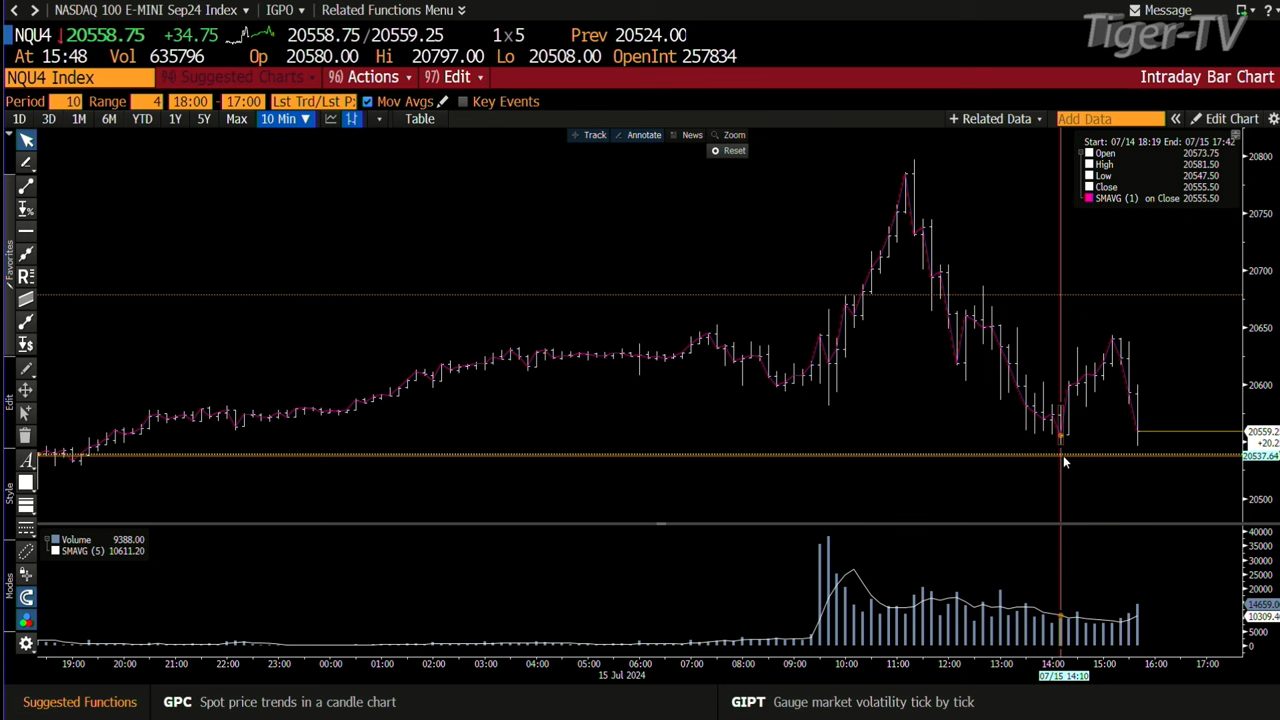 NASDAQ 100 E-MINI Sep24 Index IGPO Related Functions Menu Message
Tiger-TV
NQU4 20558.75 +34.75 20558.75/20559.25 1x5 Prev 20524.00
At 15:48 Vol 635796 Op 20580.00 Hi 20797.00 Lo 20508.00 OpenInt 257834
NQU4 Index 94) Suggested Charts 96) Actions 97) Edit Intraday Bar Chart
Period 10 Range 4 18:00 - 17:00 Lst Trd/Lst P: Mov Avgs Key Events
1D 3D 1M 6M YTD 1Y 5Y Max 10 Min ▼ Table + Related Data Add Data « Edit Chart
Track Annotate News Zoom
Reset
Start: 07/14 18:19 End: 07/15 17:42
Open 20573.75
High 20581.50
Low 20547.50
Close 20555.50
SMAVG (1) on Close 20555.50
20800
20750
20700
20650
20600
20559.2
+20.2
20537.64
20500
Favorites
Edit
Style
Modes
Volume 9388.00
SMAVG (5) 10611.20
40000
35000
30000
25000
20000
14659.0
10309.4
5000
0
19:00 20:00 21:00 22:00 23:00 00:00 01:00 02:00 03:00 04:00 05:00 06:00 07:00 08:00 09:00 10:00 11:00 12:00 13:00 14:00 15:00 16:00 17:00
15 Jul 2024
07/15 14:10
Suggested Functions GPC Spot price trends in a candle chart GIPT Gauge market volatility tick by tick